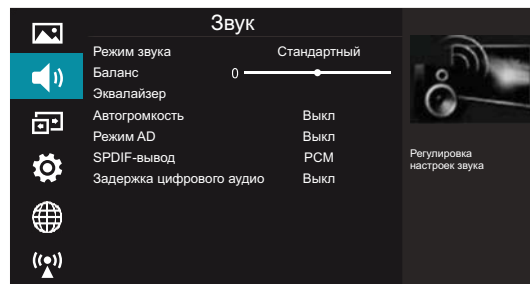 Звук
Режим звука Стандартный
Баланс 0
Эквалайзер
Автогромкость Выкл
Режим AD Выкл
SPDIF-вывод PCM
Задержка цифрового аудио Выкл
Регулировка
настроек звука